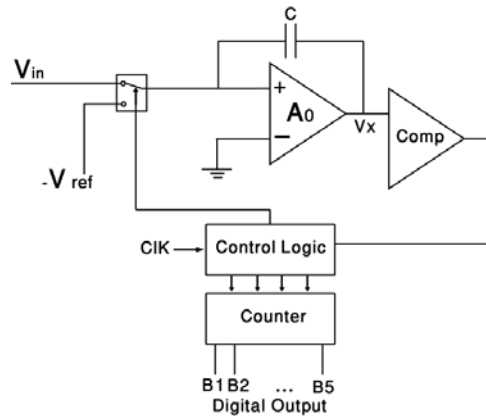 C
Vin
+
A0
−
Vx
Comp
-V ref
ClK
Control Logic
Counter
B1 B2 ... B5
Digital Output